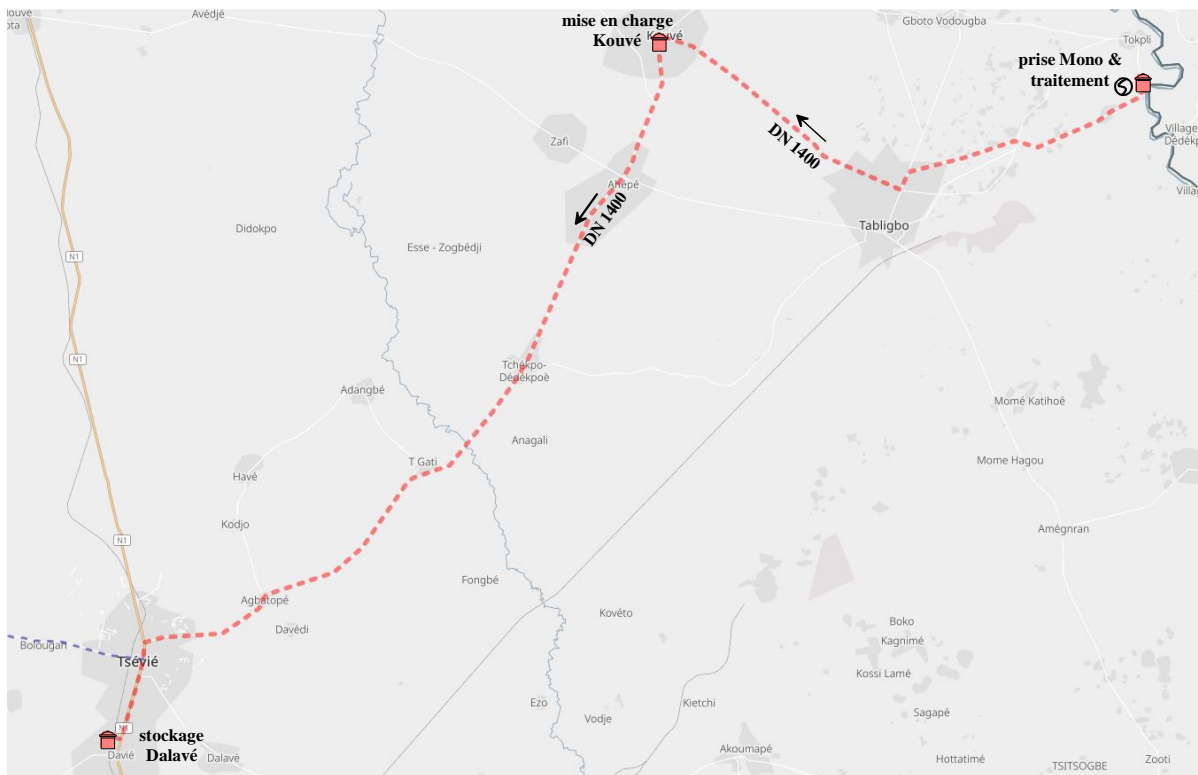 Avédjé
mise en charge
Kouvé
Kouvé
Gboto Vodougba
Tokpli
prise Mono &
traitement
Village
Dédékp
Villag
DN 1400
Zafi
Ahépé
DN 1400
Tabligbo
Didokpo
Esse - Zogbédji
N1
N1
Tchékpo-
Dédékpoè
Adangbé
Momé Katihoé
Anagali
T Gati
Mome Hagou
Havé
Kodjo
Amégnran
N1
Fongbé
Agbatopé
Davédi
Kovéto
Boko
Kagnimé
Bolougan
Tsévié
Kossi Lamé
Ezo
Vodje
Kietchi
Sagapé
N1
stockage
Dalavé
Davié
Dalavé
Akoumapé
Hottatimé
TSITSOGBE
Zooti